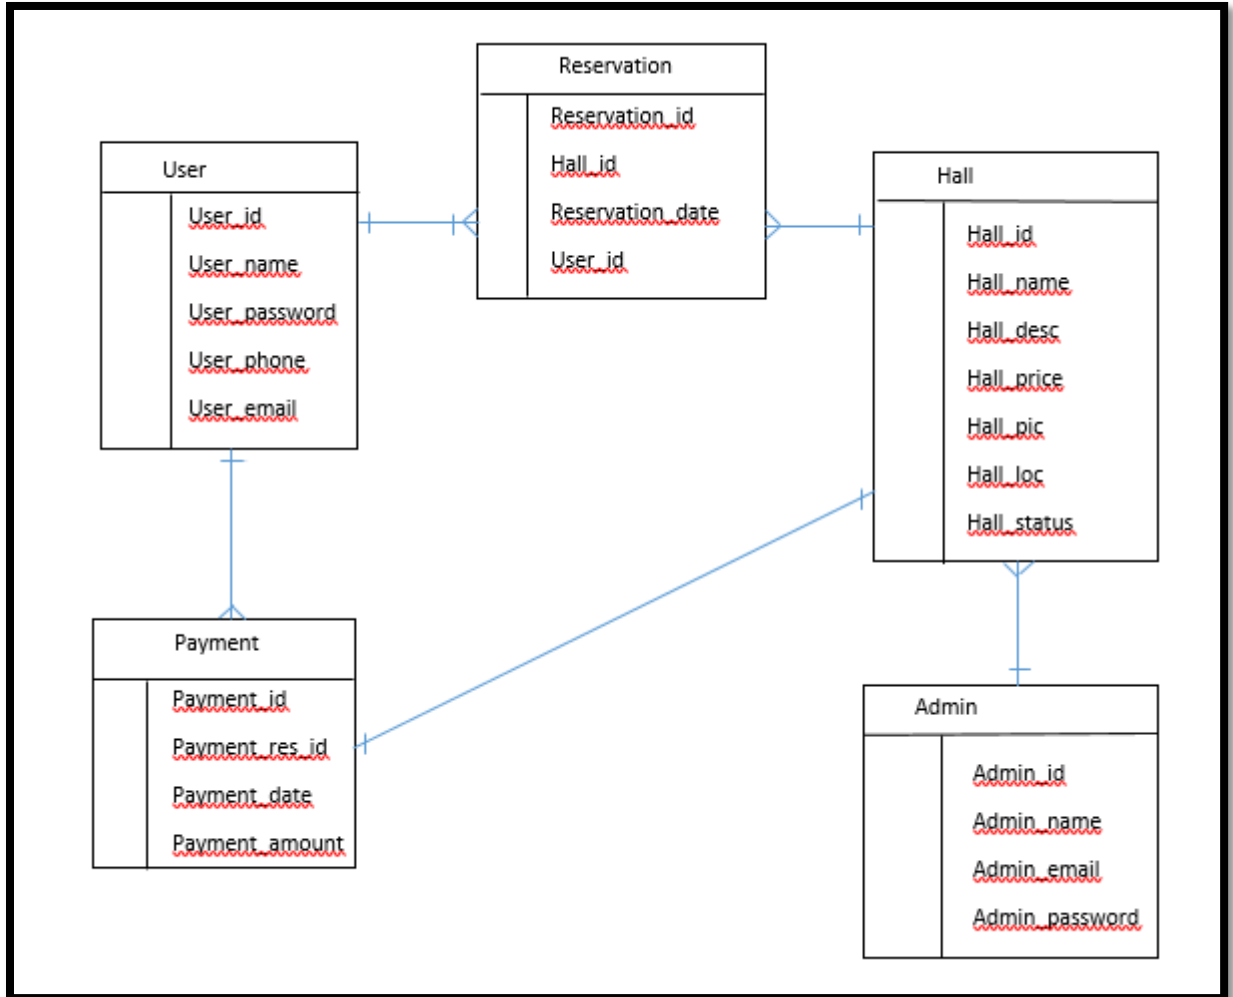 Reservation
Reservation_id
Hall_id
Reservation_date
User_id
User
User_id
User_name
User_password
User_phone
User_email
Hall
Hall_id
Hall_name
Hall_desc
Hall_price
Hall_pic
Hall_loc
Hall_status
Payment
Payment_id
Payment_res_id
Payment_date
Payment_amount
Admin
Admin_id
Admin_name
Admin_email
Admin_password